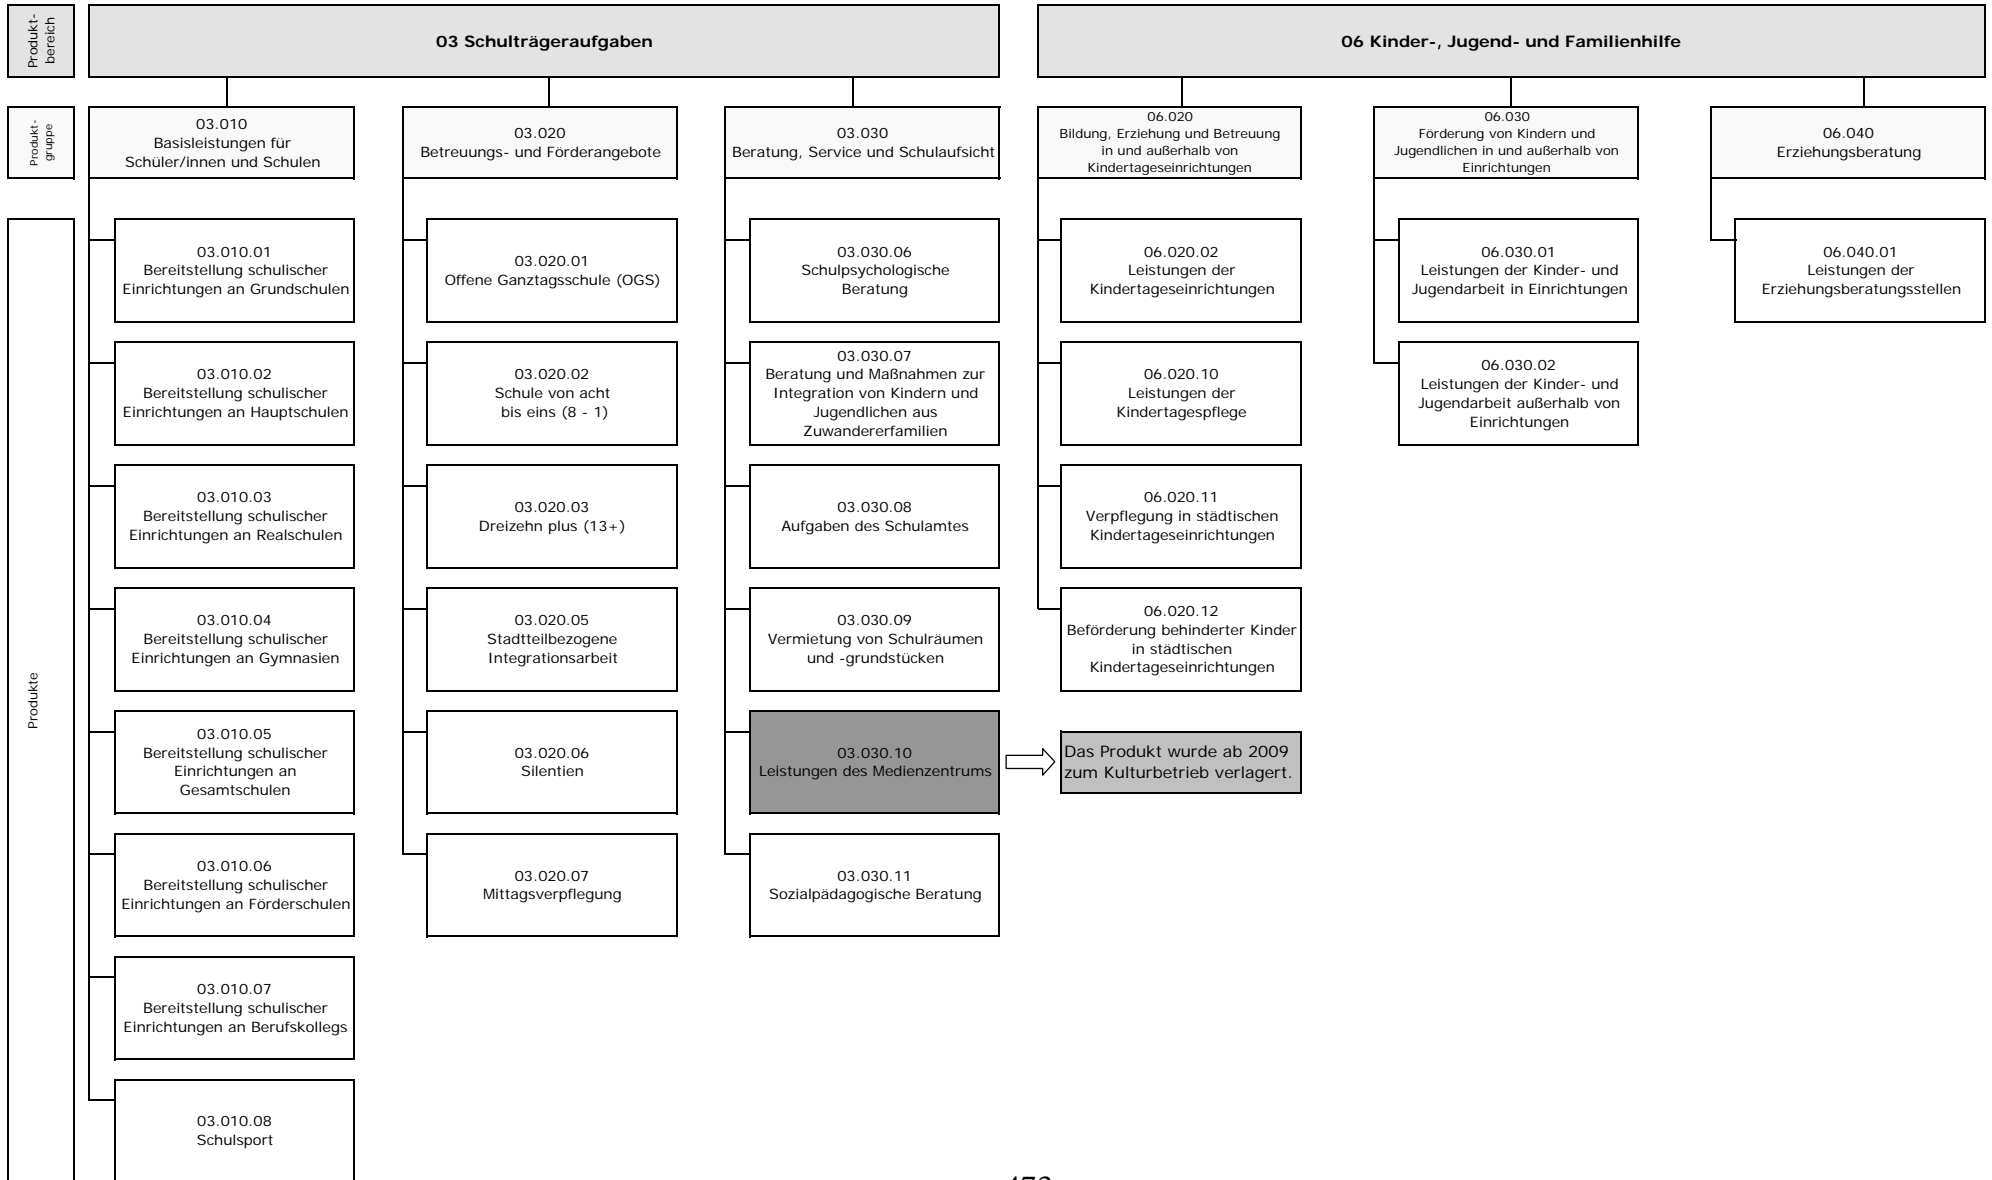 Produkt-
bereich
03 Schulträgeraufgaben
06 Kinder-, Jugend- und Familienhilfe
Produkt-
gruppe
03.010
Basisleistungen für
Schüler/innen und Schulen
03.020
Betreuungs- und Förderangebote
03.030
Beratung, Service und Schulaufsicht
06.020
Bildung, Erziehung und Betreuung
in und außerhalb von
Kindertageseinrichtungen
06.030
Förderung von Kindern und
Jugendlichen in und außerhalb von
Einrichtungen
06.040
Erziehungsberatung
Produkte
03.010.01
Bereitstellung schulischer
Einrichtungen an Grundschulen
03.010.02
Bereitstellung schulischer
Einrichtungen an Hauptschulen
03.010.03
Bereitstellung schulischer
Einrichtungen an Realschulen
03.010.04
Bereitstellung schulischer
Einrichtungen an Gymnasien
03.010.05
Bereitstellung schulischer
Einrichtungen an
Gesamtschulen
03.010.06
Bereitstellung schulischer
Einrichtungen an Förderschulen
03.010.07
Bereitstellung schulischer
Einrichtungen an Berufskollegs
03.010.08
Schulsport
03.020.01
Offene Ganztagsschule (OGS)
03.020.02
Schule von acht
bis eins (8 - 1)
03.020.03
Dreizehn plus (13+)
03.020.05
Stadtteilbezogene
Integrationsarbeit
03.020.06
Silentien
03.020.07
Mittagsverpflegung
03.030.06
Schulpsychologische
Beratung
03.030.07
Beratung und Maßnahmen zur
Integration von Kindern und
Jugendlichen aus
Zuwandererfamilien
03.030.08
Aufgaben des Schulamtes
03.030.09
Vermietung von Schulräumen
und -grundstücken
03.030.10
Leistungen des Medienzentrums
03.030.11
Sozialpädagogische Beratung
06.020.02
Leistungen der
Kindertageseinrichtungen
06.020.10
Leistungen der
Kindertagespflege
06.020.11
Verpflegung in städtischen
Kindertageseinrichtungen
06.020.12
Beförderung behinderter Kinder
in städtischen
Kindertageseinrichtungen
Das Produkt wurde ab 2009
zum Kulturbetrieb verlagert.
06.030.01
Leistungen der Kinder- und
Jugendarbeit in Einrichtungen
06.030.02
Leistungen der Kinder- und
Jugendarbeit außerhalb von
Einrichtungen
06.040.01
Leistungen der
Erziehungsberatungsstellen